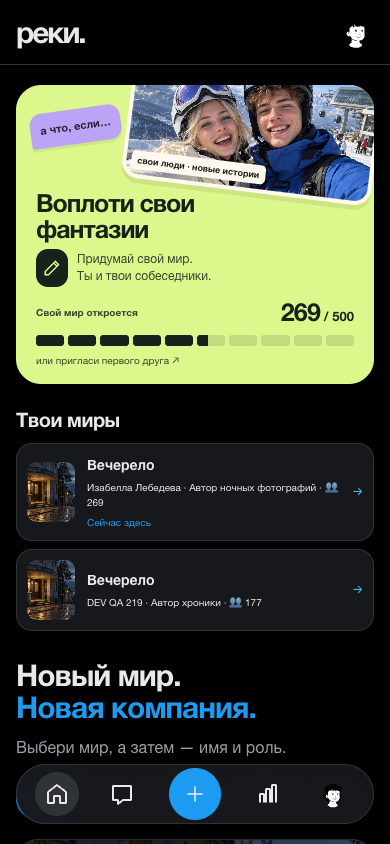 реки.
а что, если...
свои люди · новые истории
Воплоти свои
фантазии
Придумай свой мир.
Ты и твои собеседники.
Свой мир откроется
269 / 500
или пригласи первого друга ↗
Твои миры
Вечерело
Изабелла Лебедева · Автор ночных фотографий · 👥
269
Сейчас здесь
→
Вечерело
DEV QA 219 · Автор хроники · 👥 177
→
Новый мир.
Новая компания.
Выбери мир, а затем — имя и роль.